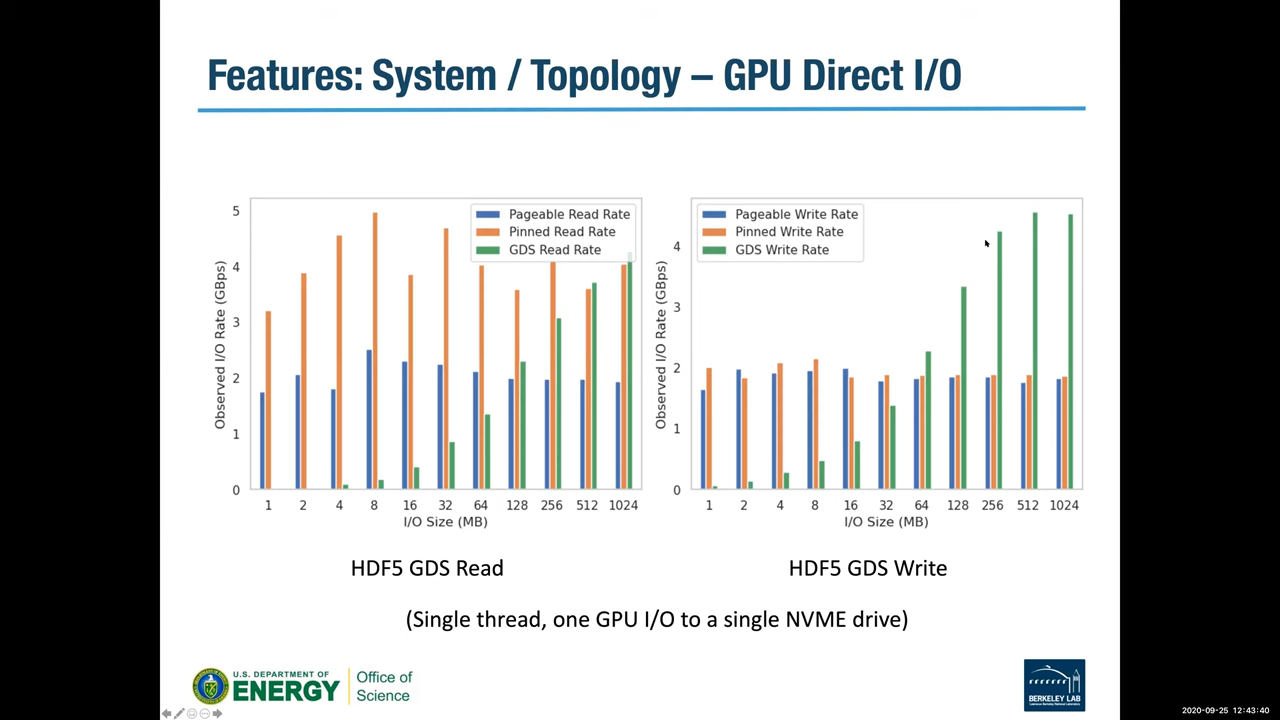 Features: System / Topology – GPU Direct I/O
Observed I/O Rate (GBps)
5
4
3
2
1
0
Pageable Read Rate
Pinned Read Rate
GDS Read Rate
1 2 4 8 16 32 64 128 256 512 1024
I/O Size (MB)
HDF5 GDS Read
Observed I/O Rate (GBps)
4
3
2
1
0
Pageable Write Rate
Pinned Write Rate
GDS Write Rate
1 2 4 8 16 32 64 128 256 512 1024
I/O Size (MB)
HDF5 GDS Write
(Single thread, one GPU I/O to a single NVME drive)
U.S. DEPARTMENT OF
ENERGY
Office of
Science
BERKELEY LAB
Lawrence Berkeley National Laboratory
2020-09-25 12:43:40